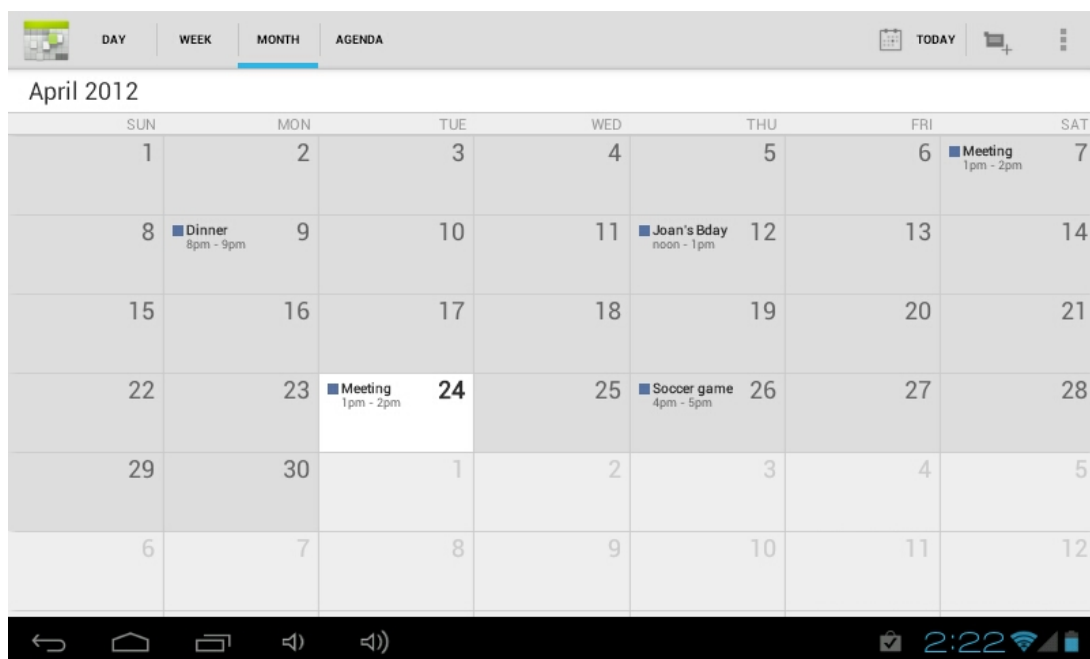 DAY WEEK MONTH AGENDA TODAY
April 2012
SUN MON TUE WED THU FRI SAT
1 2 3 4 5 6 Meeting 7
1pm - 2pm
8 Dinner 9 10 11 Joan's Bday 12 13 14
8pm - 9pm noon - 1pm
15 16 17 18 19 20 21
22 23 Meeting 24 25 Soccer game 26 27 28
1pm - 2pm 4pm - 5pm
29 30 1 2 3 4 5
6 7 8 9 10 11 12
2:22